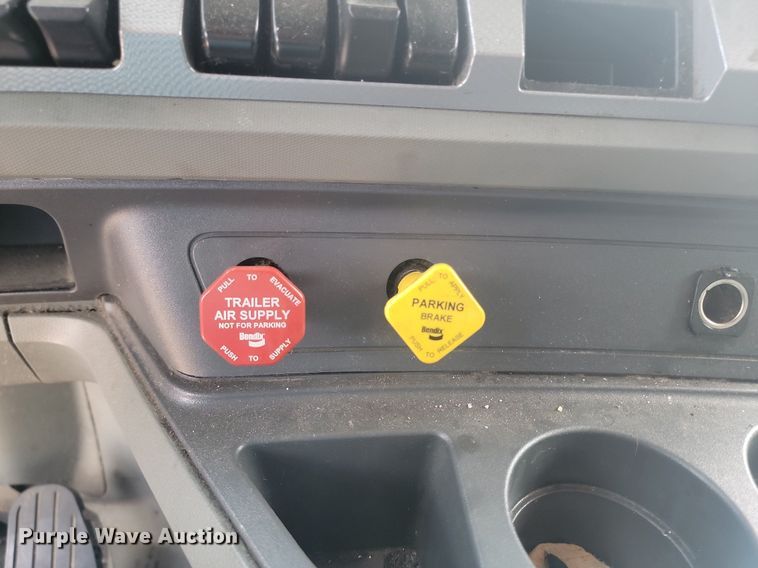 PULL TO EVACUATE
TRAILER
AIR SUPPLY
NOT FOR PARKING
Bendix
PUSH TO SUPPLY
PULL TO APPLY
PARKING
BRAKE
Bendix
PUSH TO RELEASE
Purple Wave Auction